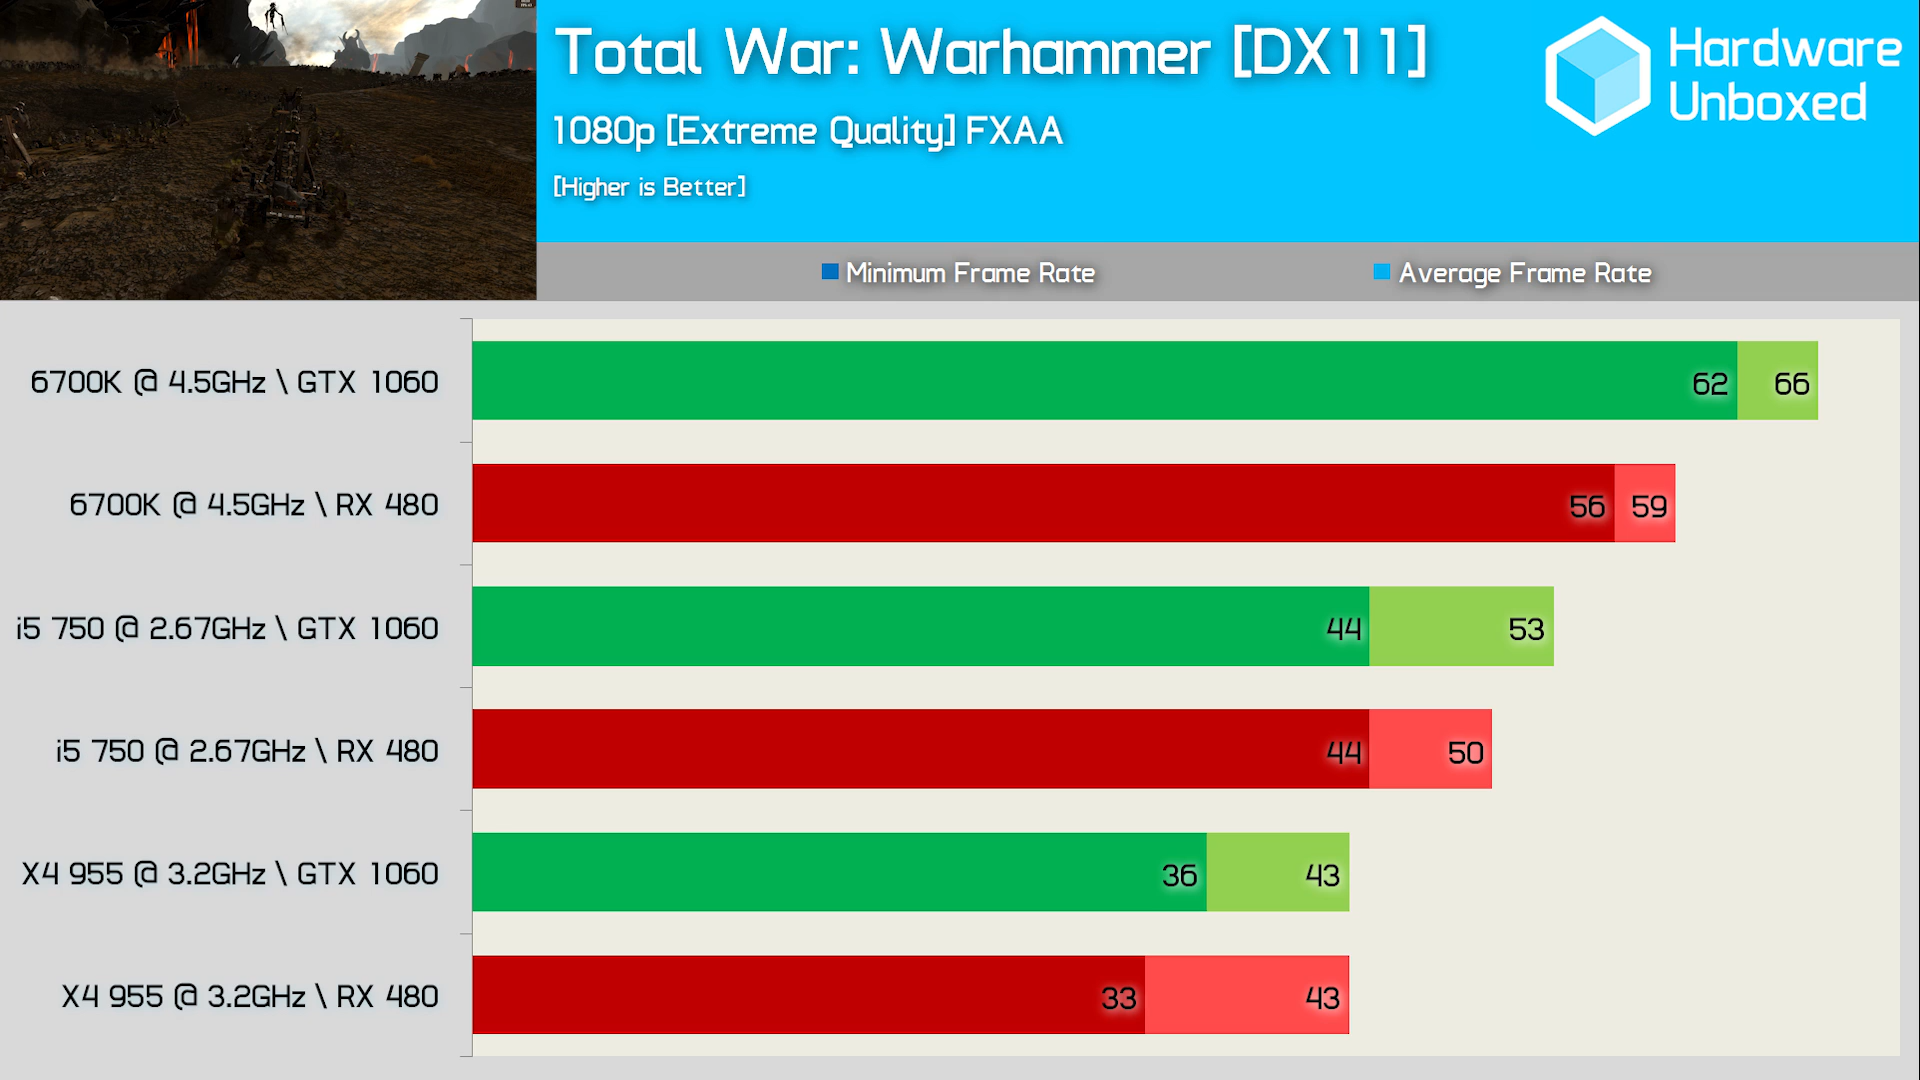 Total War: Warhammer [DX11]
Hardware
Unboxed
1080p [Extreme Quality] FXAA
[Higher is Better]
Minimum Frame Rate
Average Frame Rate
6700K @ 4.5GHz \ GTX 1060
62
66
6700K @ 4.5GHz \ RX 480
56
59
i5 750 @ 2.67GHz \ GTX 1060
44
53
i5 750 @ 2.67GHz \ RX 480
44
50
X4 955 @ 3.2GHz \ GTX 1060
36
43
X4 955 @ 3.2GHz \ RX 480
33
43